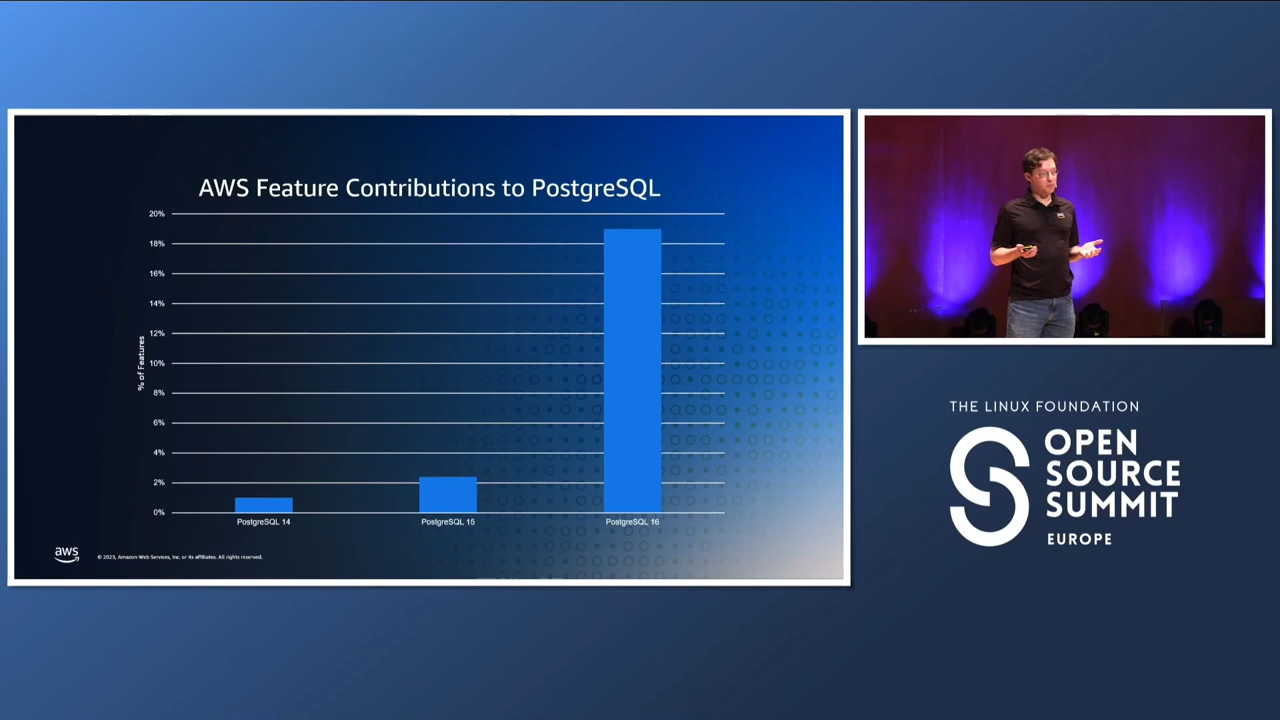 AWS Feature Contributions to PostgreSQL
20%
18%
16%
14%
12%
10%
8%
6%
4%
2%
0%
% of Features
PostgreSQL 14
PostgreSQL 15
PostgreSQL 16
aws
© 2023, Amazon Web Services, Inc. or its affiliates. All rights reserved.
THE LINUX FOUNDATION
OPEN
SOURCE
SUMMIT
EUROPE